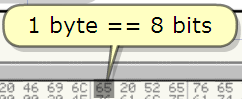 1 byte == 8 bits
20 46 69 6C 65 20 52 65 76 65